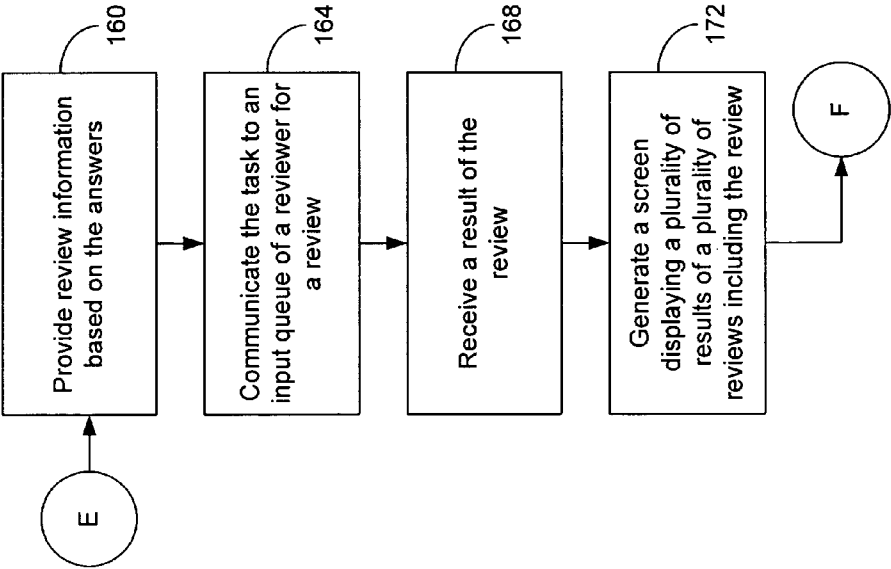 E
160
Provide review information
based on the answers
164
Communicate the task to an
input queue of a reviewer for
a review
168
Receive a result of the
review
172
Generate a screen
displaying a plurality of
results of a plurality of
reviews including the review
F